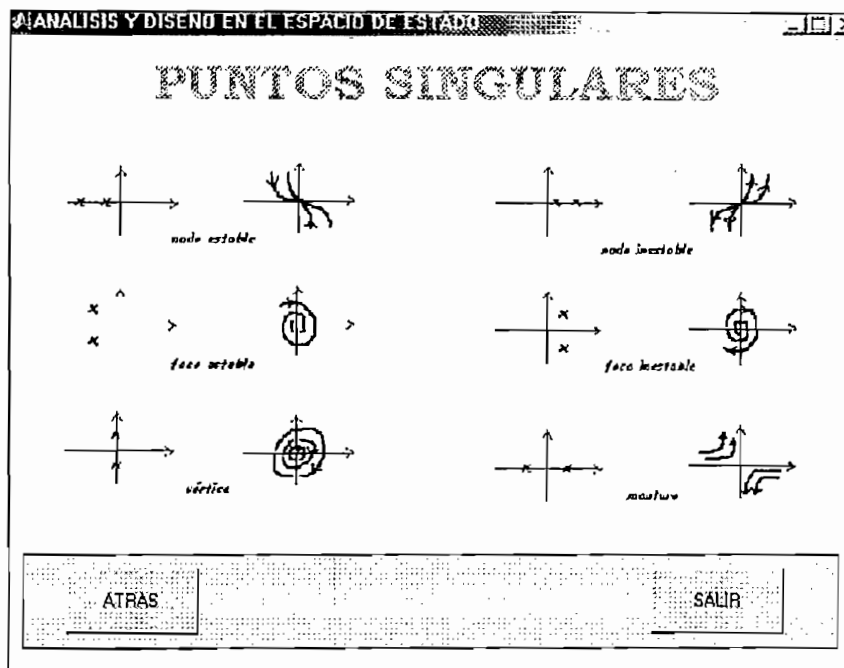 ANALISIS Y DISEÑO EN EL ESPACIO DE ESTADO
PUNTOS SINGULARES
nodo estable
nodo inestable
foco estable
foco inestable
vórtice
montura
ATRAS
SALIR